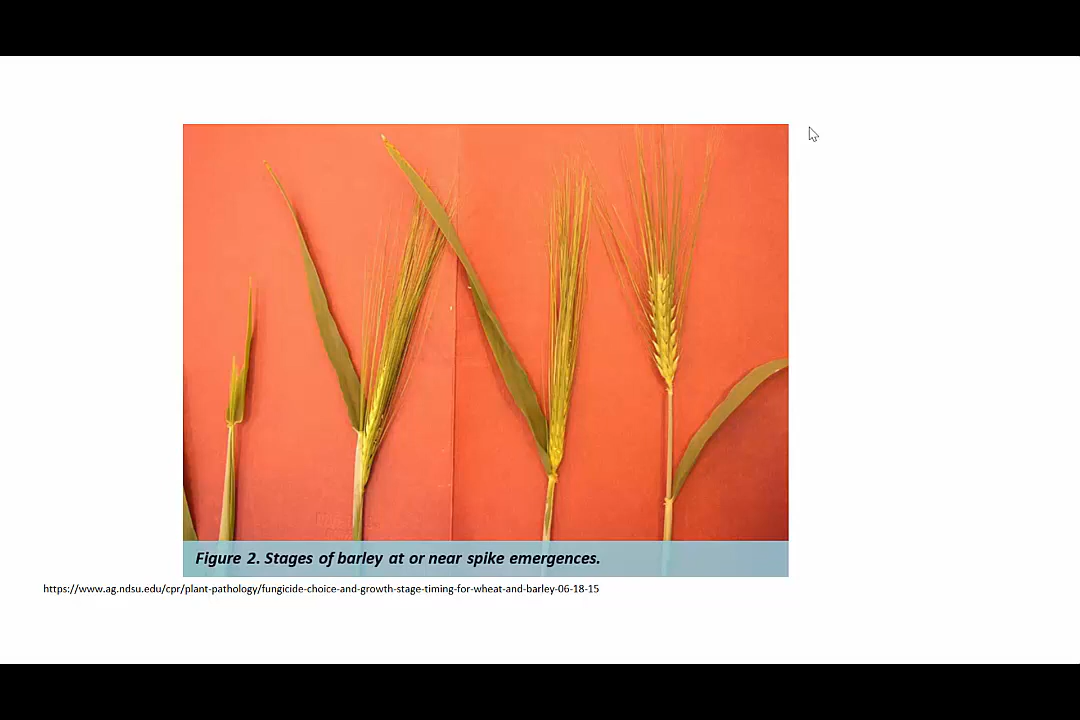 Figure 2. Stages of barley at or near spike emergences.
https://www.ag.ndsu.edu/cpr/plant-pathology/fungicide-choice-and-growth-stage-timing-for-wheat-and-barley-06-18-15